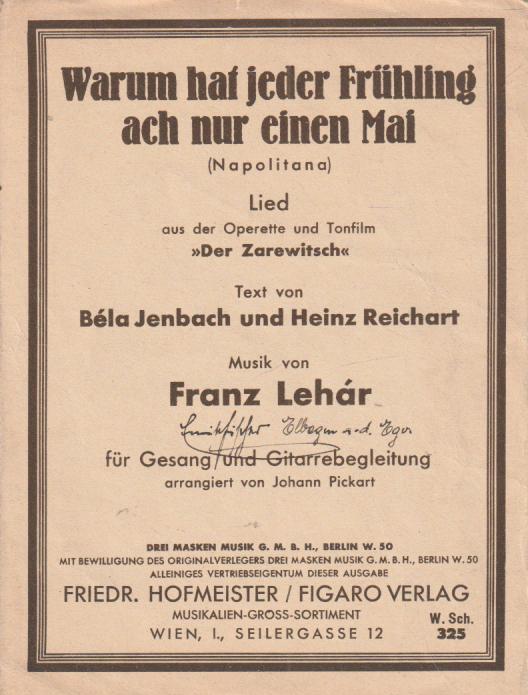 Warum hat jeder Frühling
ach nur einen Mai
(Napolitana)
Lied
aus der Operette und Tonfilm
»Der Zarewitsch«
Text von
Béla Jenbach und Heinz Reichart
Musik von
Franz Lehár
Elbogen a.d. Eger
für Gesang und Gitarrebegleitung
arrangiert von Johann Pickart
DREI MASKEN MUSIK G. M. B. H., BERLIN W. 50
MIT BEWILLIGUNG DES ORIGINALVERLEGERS DREI MASKEN MUSIK G. M. B. H., BERLIN W. 50
ALLEINIGES VERTRIEBSEIGENTUM DIESER AUSGABE
FRIEDR. HOFMEISTER / FIGARO VERLAG
MUSIKALIEN-GROSS-SORTIMENT
WIEN, I., SEILERGASSE 12
W. Sch.
325